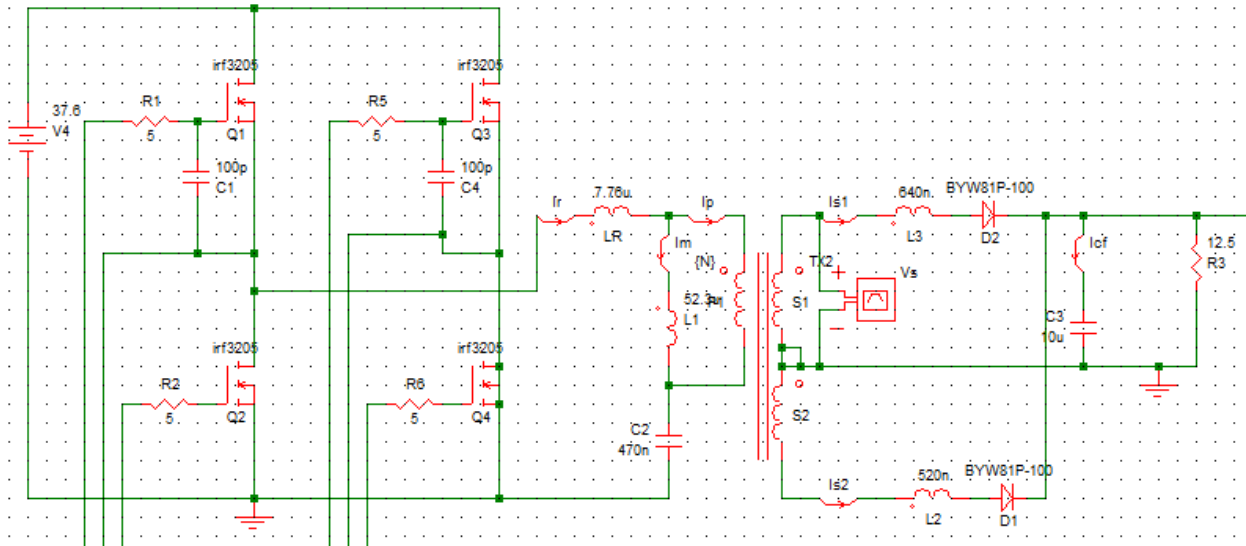 irf3205
irf3205
37.6
V4
R1
5
Q1
R5
5
Q3
100p
C1
100p
C4
BYW81P-100
Ir
7.76u
LR
Ip
Is1
640n
L3
D2
Im
{N}
TX2
+
Vs
Icf
12.5
R3
L1
S1
–
C3
10u
irf3205
irf3205
R2
5
Q2
R6
5
Q4
S2
C2
470n
BYW81P-100
Is2
520n
L2
D1